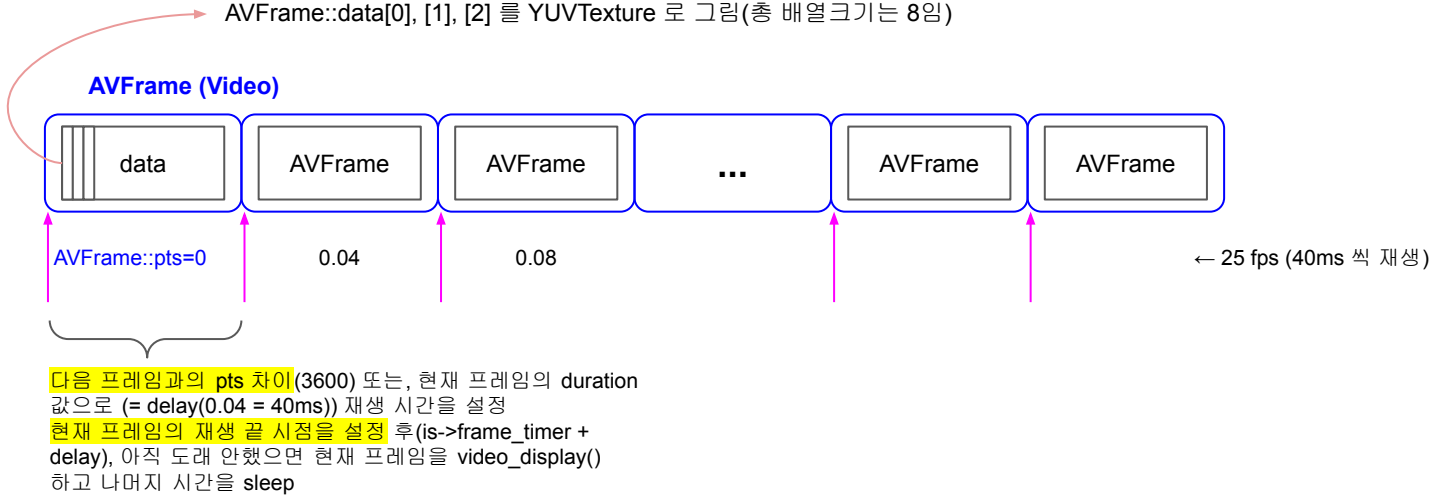 AVFrame::data[0], [1], [2] 를 YUVTexture 로 그림(총 배열크기는 8임)
AVFrame (Video)
data
AVFrame
AVFrame
...
AVFrame
AVFrame
AVFrame::pts=0
0.04
0.08
← 25 fps (40ms 씩 재생)
다음 프레임과의 pts 차이(3600) 또는, 현재 프레임의 duration
값으로 (= delay(0.04 = 40ms)) 재생 시간을 설정
현재 프레임의 재생 끝 시점을 설정 후(is->frame_timer +
delay), 아직 도래 안했으면 현재 프레임을 video_display()
하고 나머지 시간을 sleep